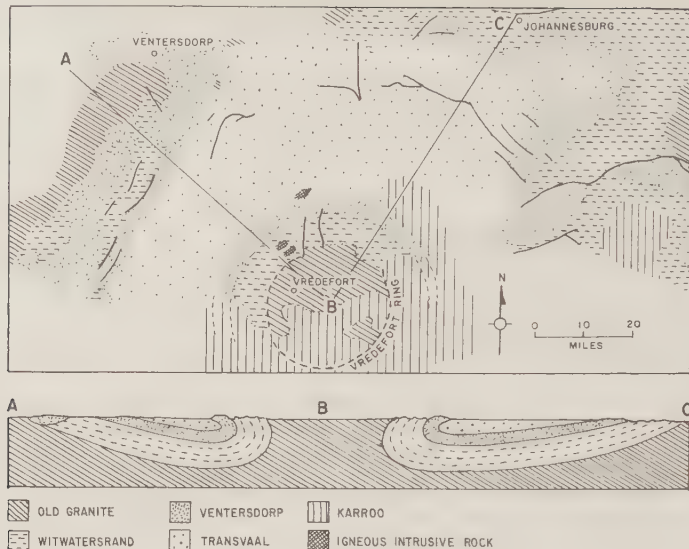 C
JOHANNESBURG
VENTERSDORP
A
VREDEFORT
B
VREDEFORT RING
N
0 10 20
MILES
A B C
OLD GRANITE VENTERSDORP KARROO
WITWATERSRAND TRANSVAAL IGNEOUS INTRUSIVE ROCK